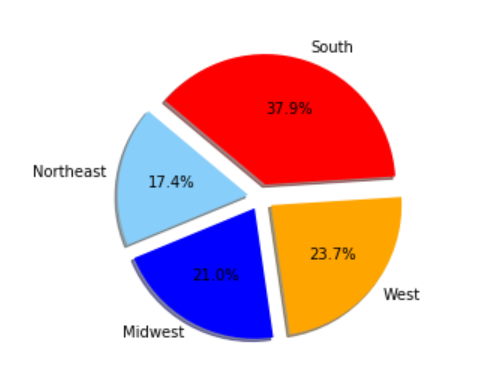 South
37.9%
Northeast
17.4%
23.7%
21.0%
West
Midwest